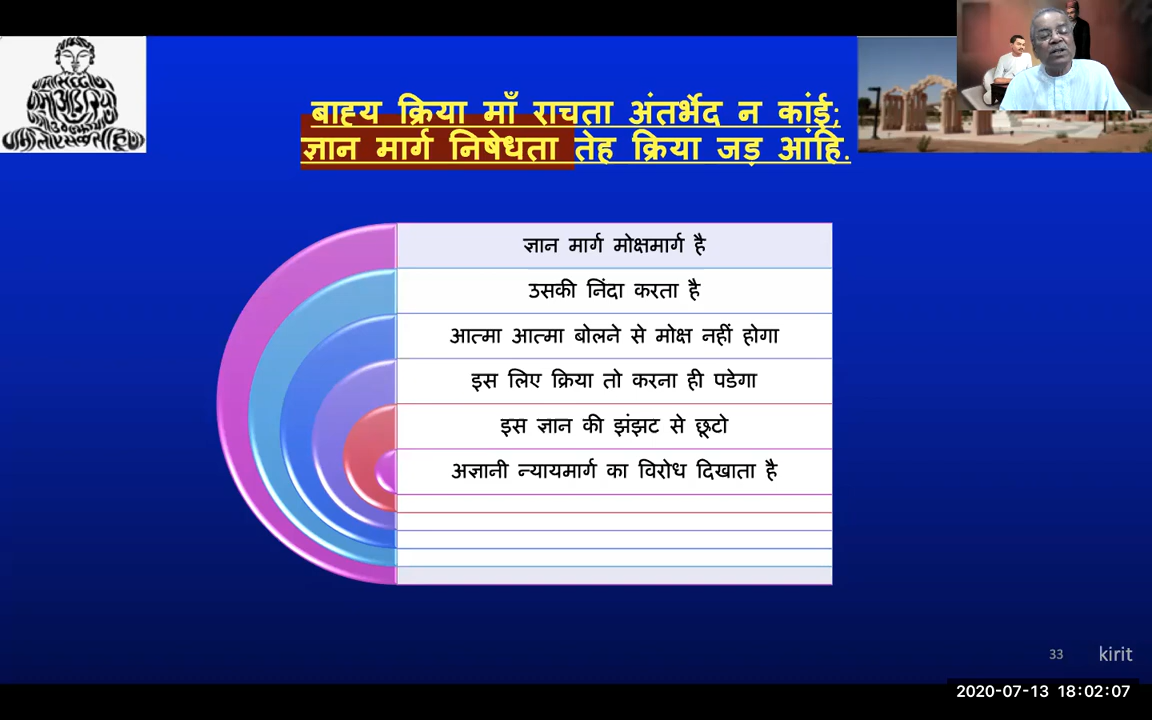 बाह्य क्रिया माँ राचता अंतर्भेद न कांई;
ज्ञान मार्ग निषेधता तेह क्रिया जड़ आंहि.
ज्ञान मार्ग मोक्षमार्ग है
उसकी निंदा करता है
आत्मा आत्मा बोलने से मोक्ष नहीं होगा
इस लिए क्रिया तो करना ही पडेगा
इस ज्ञान की झंझट से छूटो
अज्ञानी न्यायमार्ग का विरोध दिखाता है
33 kirit
2020-07-13 18:02:07